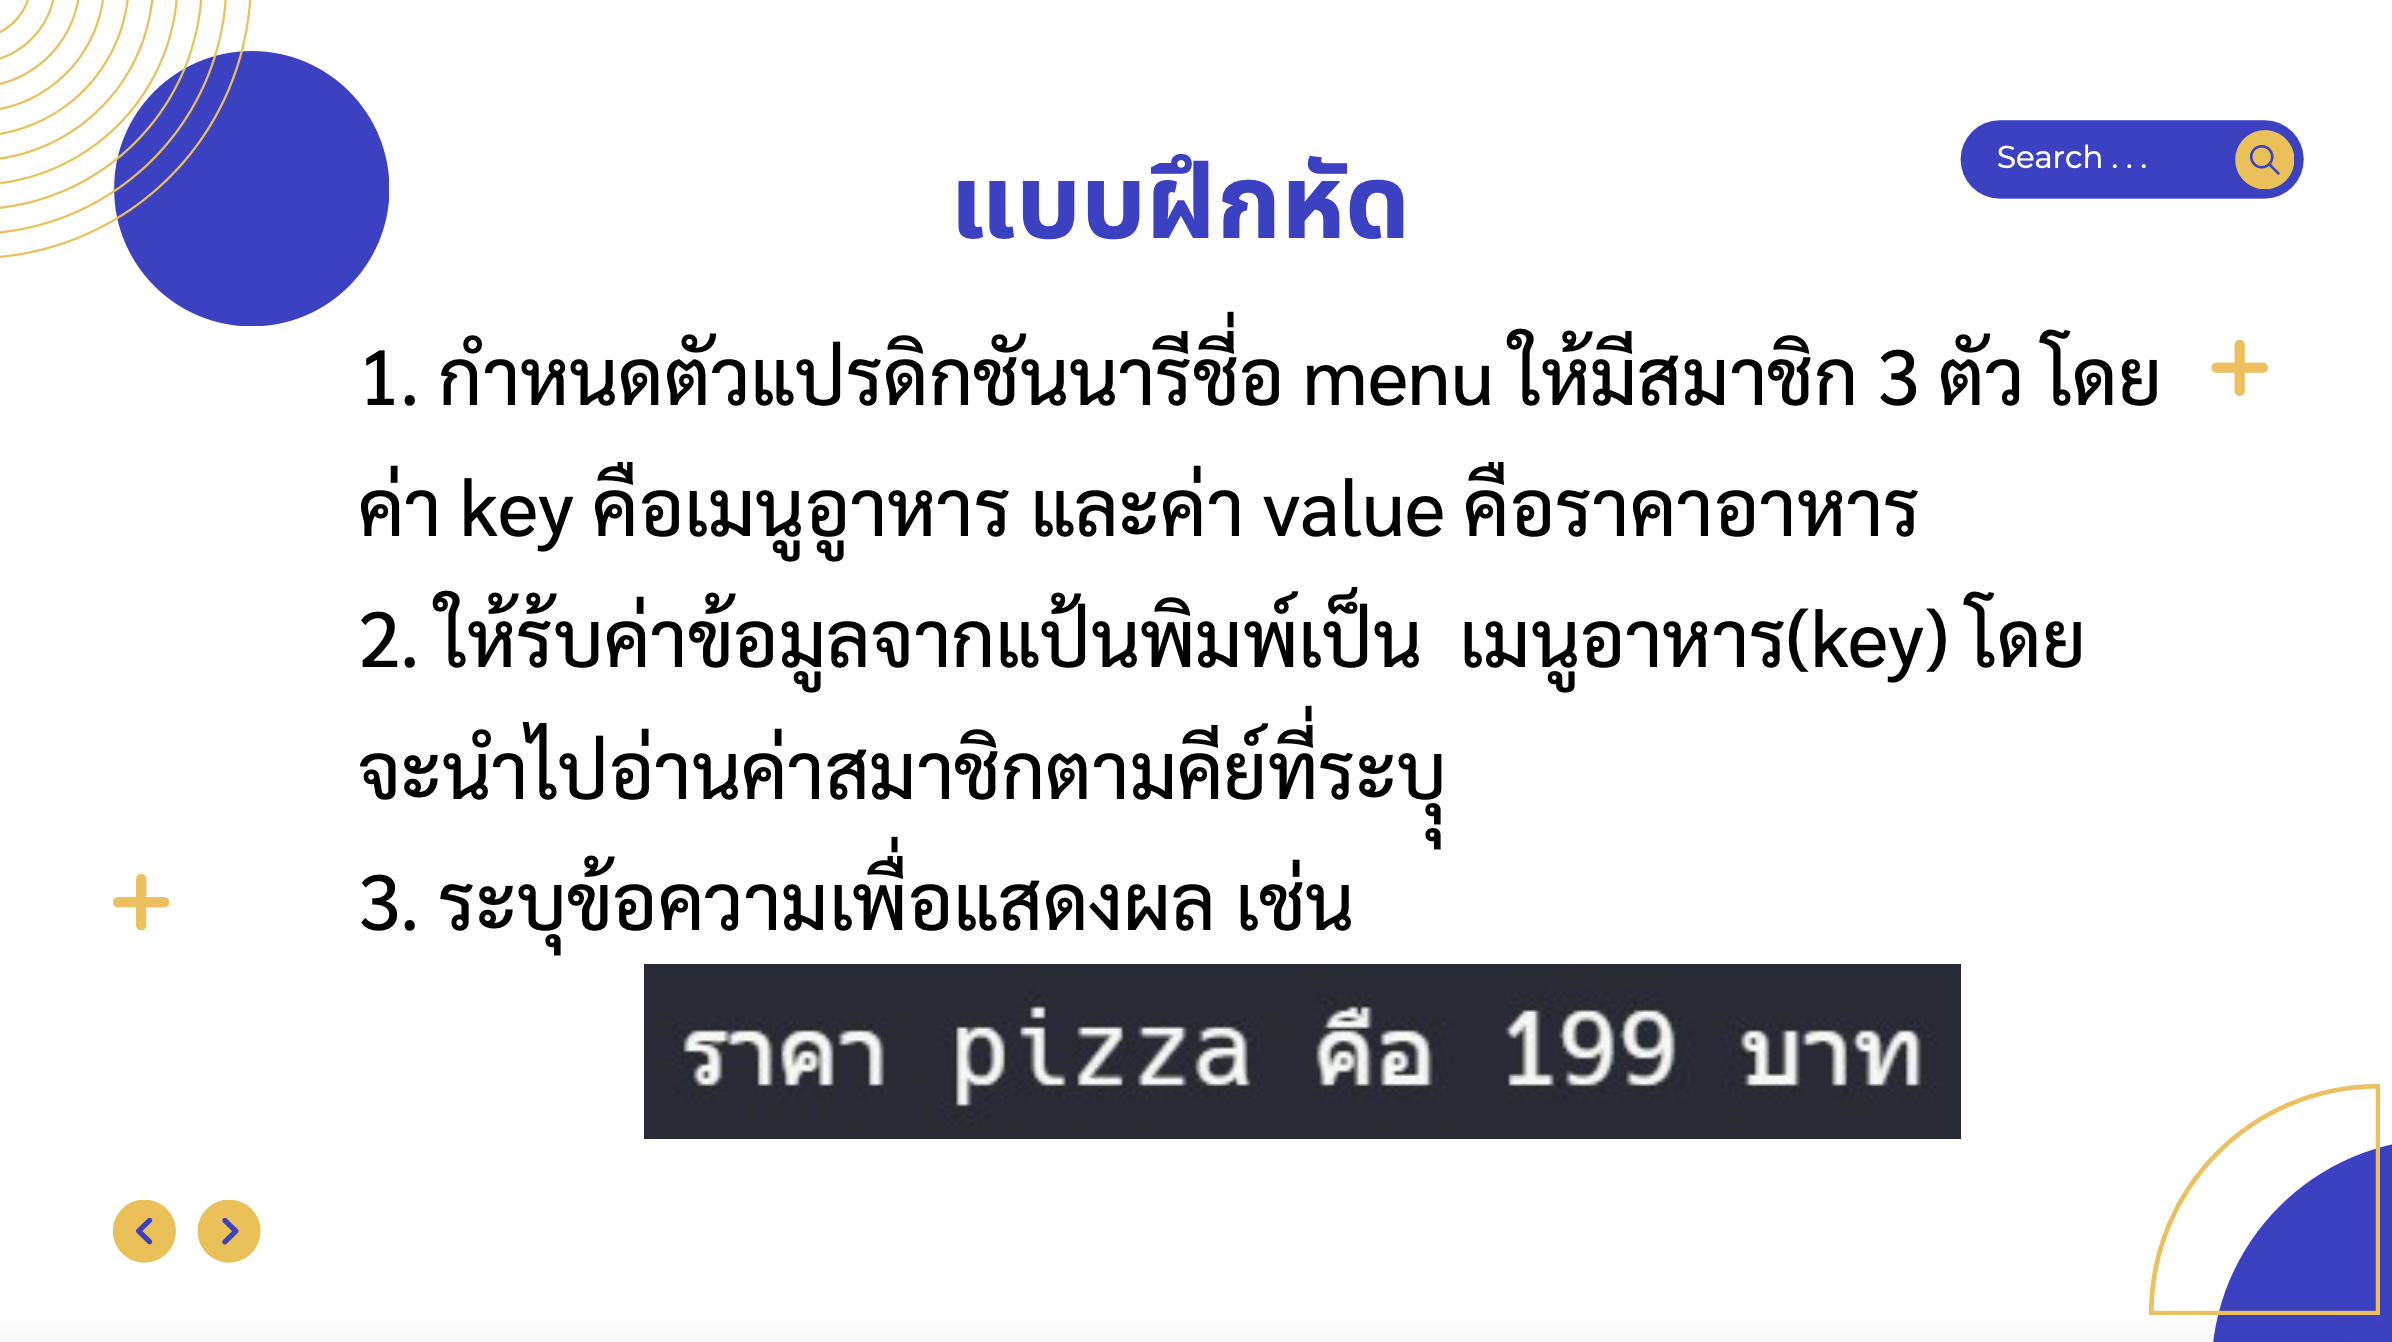 แบบฝึกหัด
Search . . .
1. กำหนดตัวแปรดิกชันนารีชื่อ menu ให้มีสมาชิก 3 ตัว โดย
ค่า key คือเมนูอูาหาร และค่า value คือราคาอาหาร
2. ให้ร้บค่าข้อมูลจากแป้นพิมพ์เป็น เมนูอาหาร(key) โดย
จะนำไปอ่านค่าสมาชิกตามคีย์ที่ระบุุ
3. ระบุข้อความเพื่อแสดงผล เช่น
ราคา pizza คือ 199 บาท